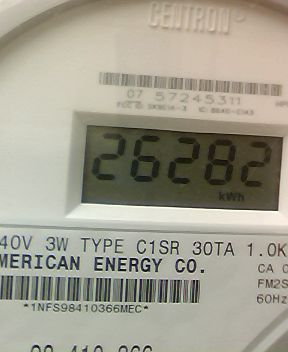 CENTRON®
07 57245311
26282
kWh
40V 3W TYPE C1SR 30TA 1.0K
MERICAN ENERGY CO.
CA 0
FM2S
60Hz
*1NFS98410366MEC*